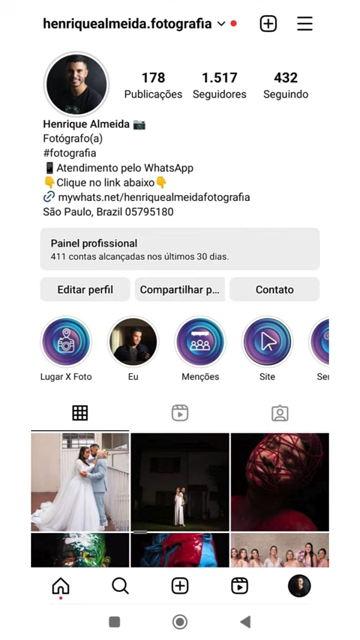 henriquealmeida.fotografia
178 1.517 432
Publicações Seguidores Seguindo
Henrique Almeida
Fotógrafo(a)
#fotografia
Atendimento pelo WhatsApp
Clique no link abaixo
mywhats.net/henriquealmeidafotografia
São Paulo, Brazil 05795180
Painel profissional
411 contas alcançadas nos últimos 30 dias.
Editar perfil Compartilhar p... Contato
Lugar X Foto Eu Menções Site Ser